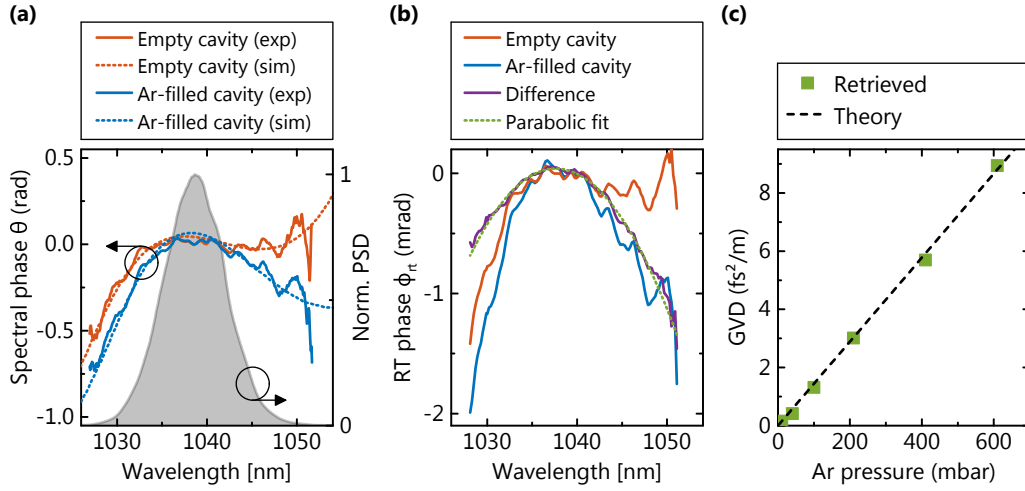 (a)
Empty cavity (exp)
Empty cavity (sim)
Ar-filled cavity (exp)
Ar-filled cavity (sim)
0.5
0.0
-0.5
-1.0
Spectral phase θ (rad)
1
0
Norm. PSD
1030
1040
1050
Wavelength [nm]
(b)
Empty cavity
Ar-filled cavity
Difference
Parabolic fit
0
-1
-2
RT phase ϕrt (mrad)
1030
1040
1050
Wavelength [nm]
(c)
Retrieved
Theory
8
6
4
2
0
GVD (fs²/m)
0
200
400
600
Ar pressure (mbar)